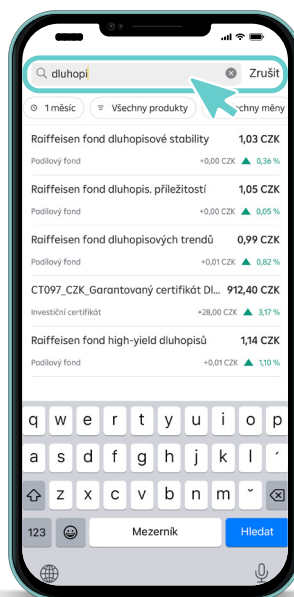 dluhopi Zrušit
1 měsíc Všechny produkty chny měny
Raiffeisen fond dluhopisové stability 1,03 CZK
Podílový fond +0,00 CZK ▲ 0,36 %
Raiffeisen fond dluhopis. příležitostí 1,05 CZK
Podílový fond +0,00 CZK ▲ 0,05 %
Raiffeisen fond dluhopisových trendů 0,99 CZK
Podílový fond +0,01 CZK ▲ 0,82 %
CT097_CZK_Garantovaný certifikát Dl... 912,40 CZK
Investiční certifikát +28,00 CZK ▲ 3,17 %
Raiffeisen fond high-yield dluhopisů 1,14 CZK
Podílový fond +0,01 CZK ▲ 1,10 %
q w e r t y u i o p
a s d f g h j k l ´
z x c v b n m ˇ
123 Mezerník Hledat